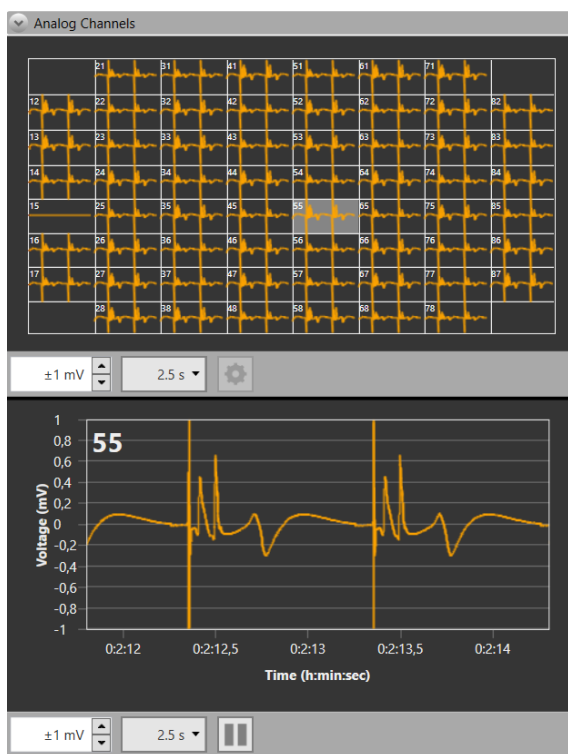 Analog Channels
21 31 41 51 61 71
12 22 32 42 52 62 72 82
13 23 33 43 53 63 73 83
14 24 34 44 54 64 74 84
15 25 35 45 55 65 75 85
16 26 36 46 56 66 76 86
17 27 37 47 57 67 77 87
28 38 48 58 68 78
±1 mV 2.5 s
55
1
0,8
0,6
0,4
0,2
0
-0,2
-0,4
-0,6
-0,8
-1
Voltage (mV)
0:2:12 0:2:12,5 0:2:13 0:2:13,5 0:2:14
Time (h:min:sec)
±1 mV 2.5 s